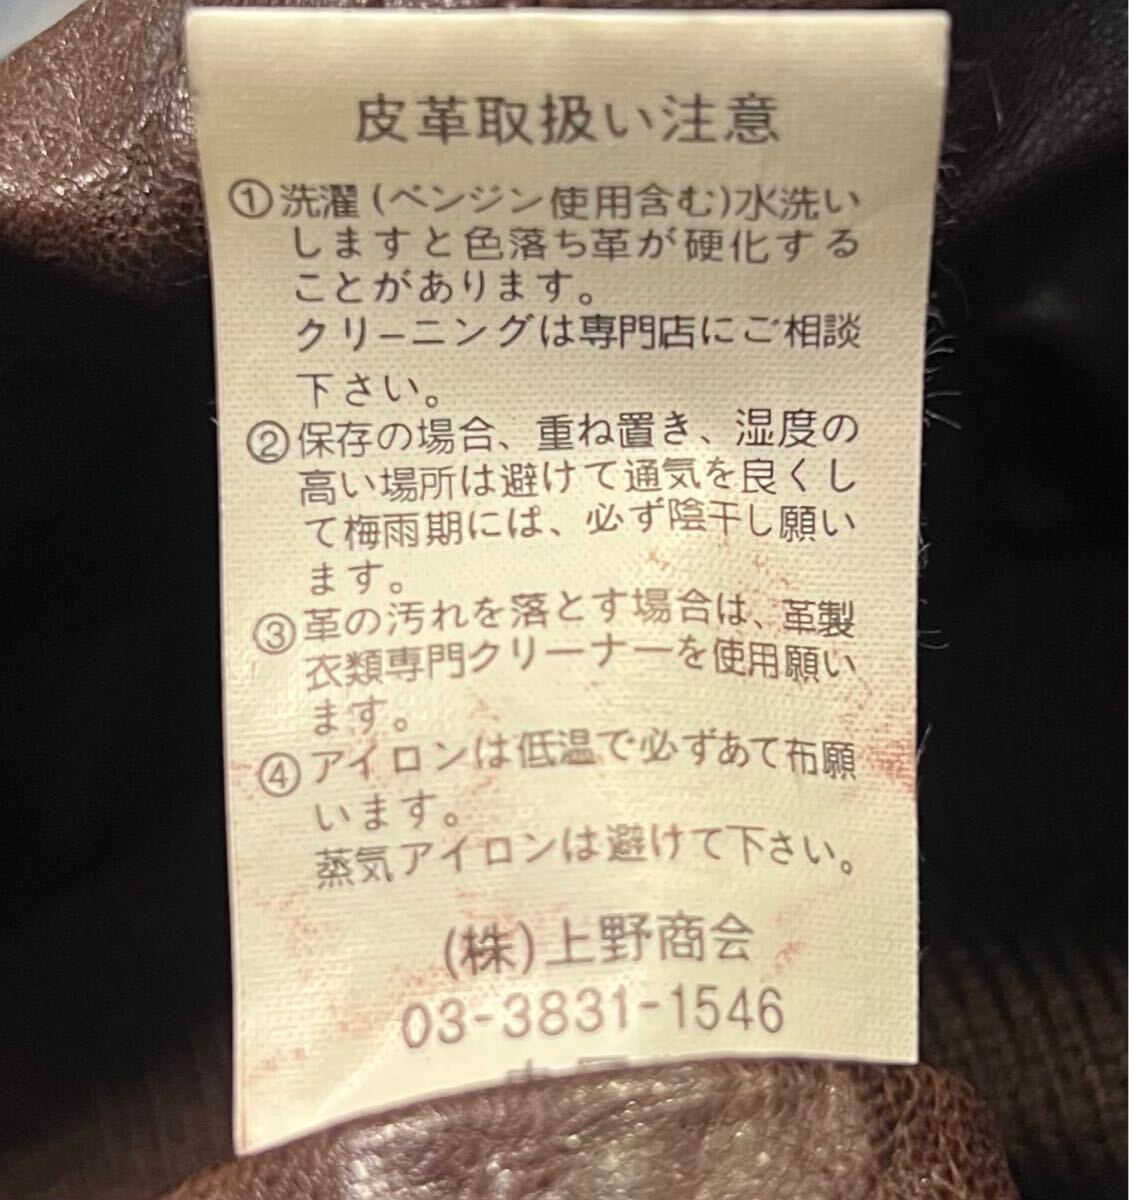 皮革取扱い注意
①洗濯(ベンジン使用含む)水洗い
しますと色落ち革が硬化する
ことがあります。
クリーニングは専門店にご相談
下さい。
②保存の場合、重ね置き、湿度の
高い場所は避けて通気を良くし
て梅雨期には、必ず陰干し願い
ます。
③革の汚れを落とす場合は、革製
衣類専門クリーナーを使用願い
ます。
④アイロンは低温で必ずあて布願
います。
蒸気アイロンは避けて下さい。
(株)上野商会
03-3831-1546